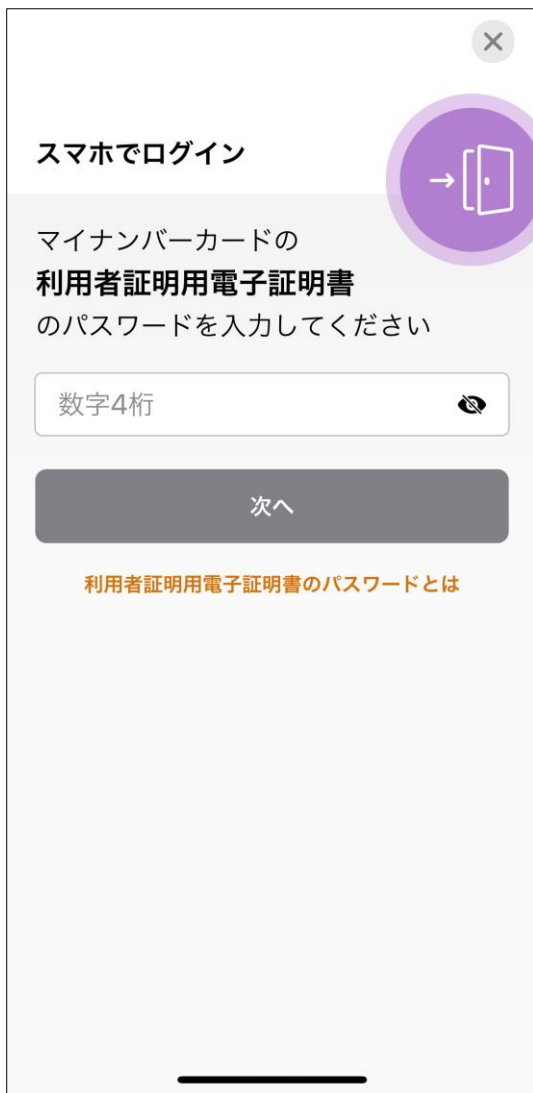 スマホでログイン
マイナンバーカードの
利用者証明用電子証明書
のパスワードを入力してください
数字4桁
次へ
利用者証明用電子証明書のパスワードとは